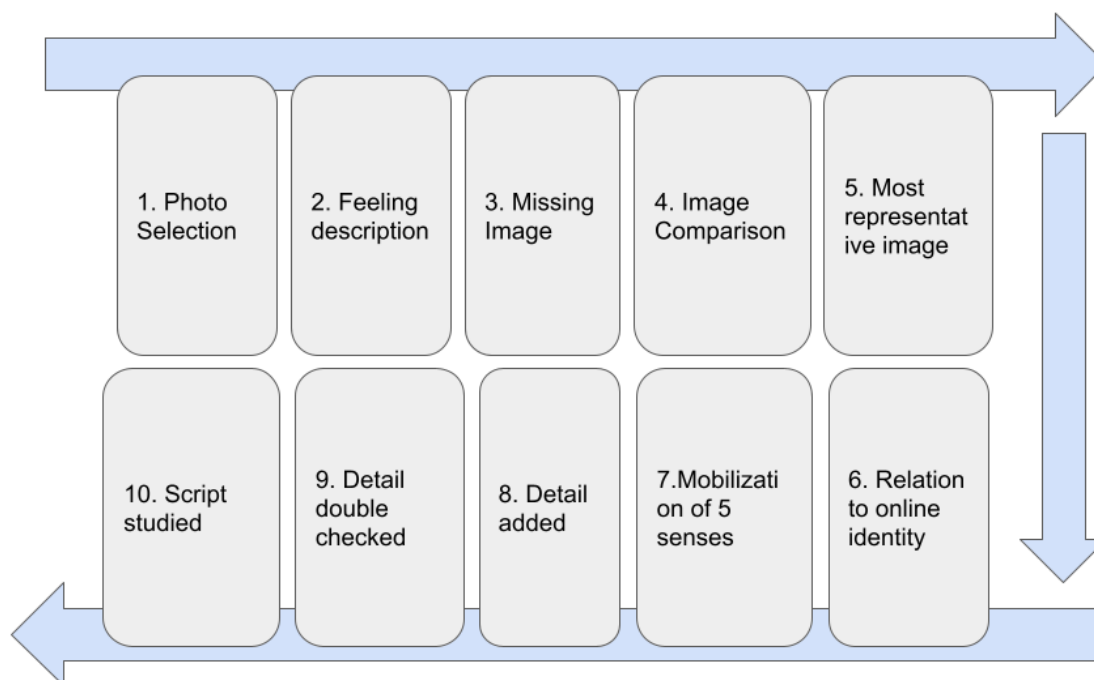 1. Photo
Selection
2. Feeling
description
3. Missing
Image
4. Image
Comparison
5. Most
representat
ive image
6. Relation
to online
identity
7.Mobilizati
on of 5
senses
8. Detail
added
9. Detail
double
checked
10. Script
studied